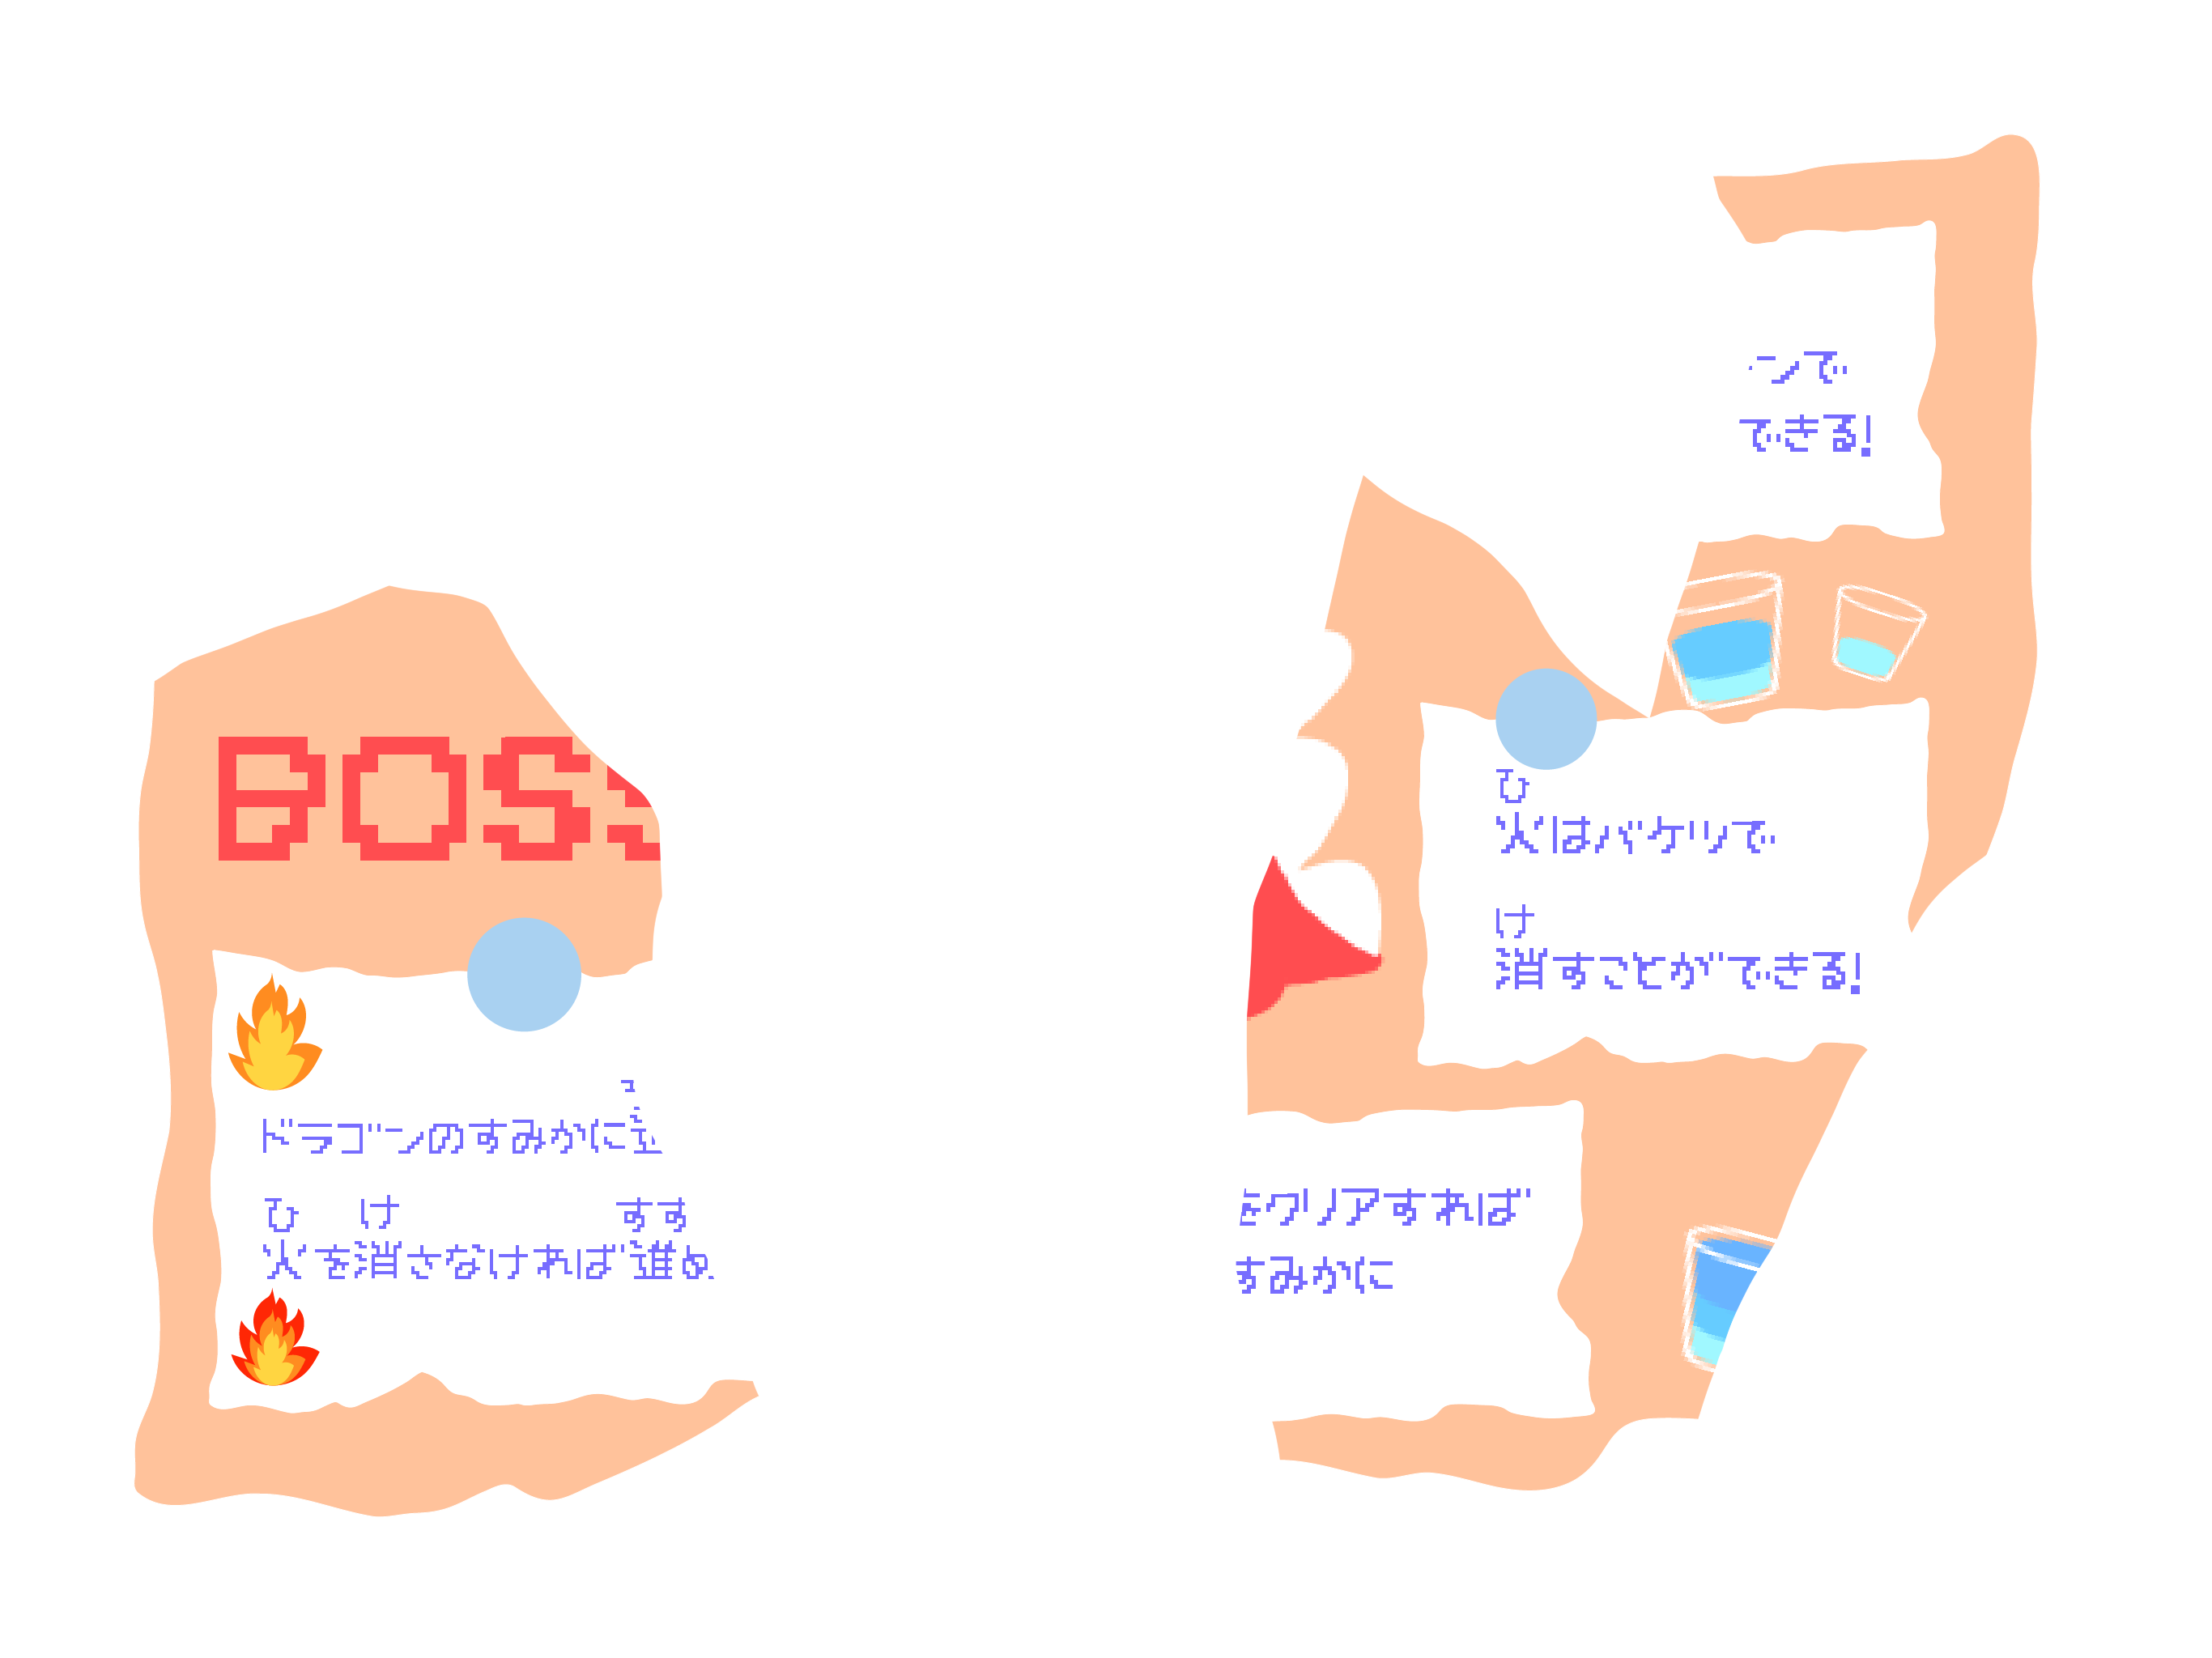 BOSS
ドラゴンのすみかに
ひ け すす
火を消さなければ進め
ンで
できる!
ひ
火はバケツで
け
消すことができる!
をクリアすれば
すみかに